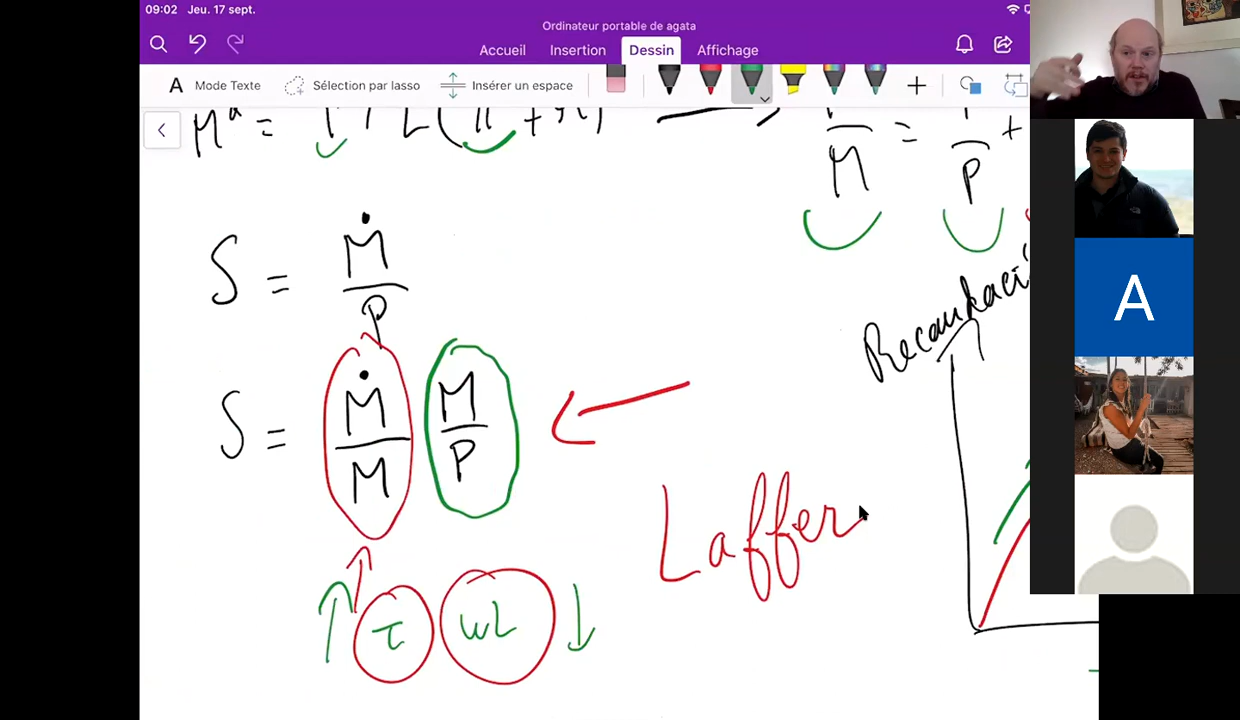 09:02 Jeu. 17 sept.
Ordinateur portable de agata
Accueil Insertion Dessin Affichage
A Mode Texte Sélection par lasso Insérer un espace
M =
M = P +
S = Ṁ / P
Recaudaci
S = Ṁ / M M / P
Laffer
↑ τ wL ↓
A